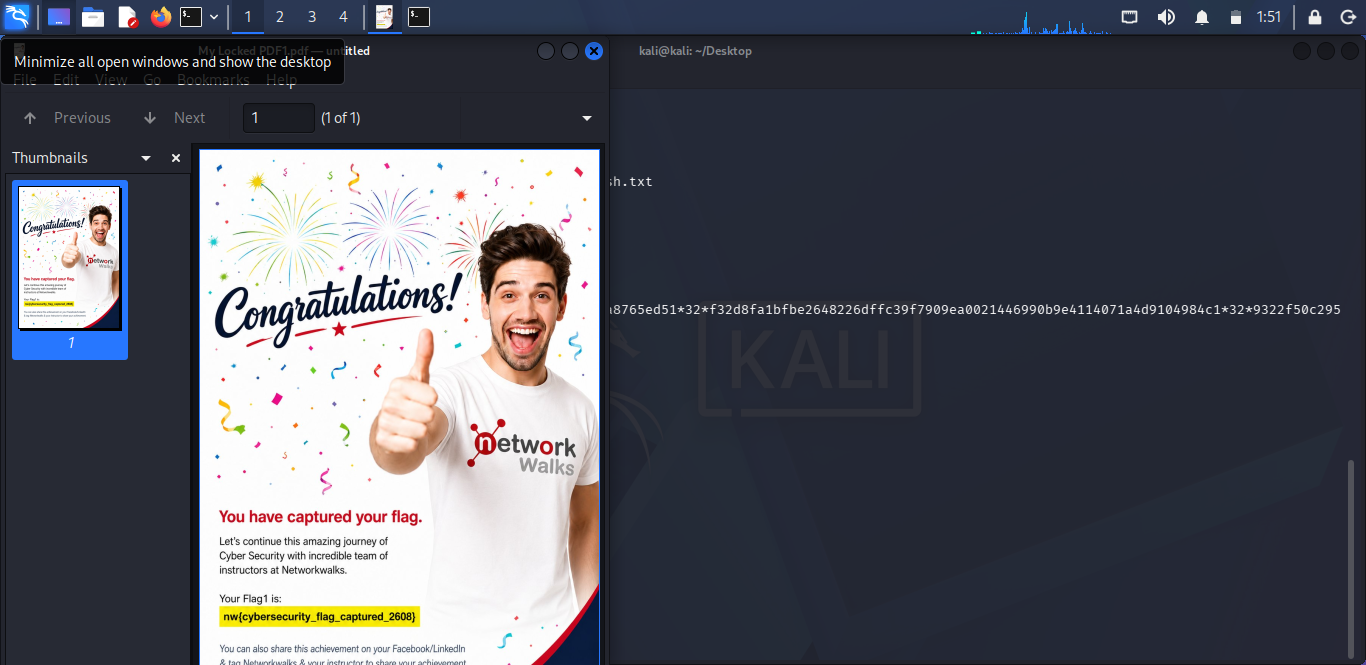 1 2 3 4 1:51
My Locked PDF1.pdf — untitled
kali@kali: ~/Desktop
Minimize all open windows and show the desktop
File Edit View Go Bookmarks Help
Previous Next 1 (1 of 1)
Thumbnails
1
sh.txt
a8765ed51*32*f32d8fa1bfbe2648226dffc39f7909ea0021446990b9e4114071a4d9104984c1*32*9322f50c295
KALI
Congratulations!
network
Walks
You have captured your flag.
Let's continue this amazing journey of
Cyber Security with incredible team of
instructors at Networkwalks.
Your Flag1 is:
nw{cybersecurity_flag_captured_2608}
You can also share this achievement on your Facebook/LinkedIn
& tag Networkwalks & your instructor to share your achievement